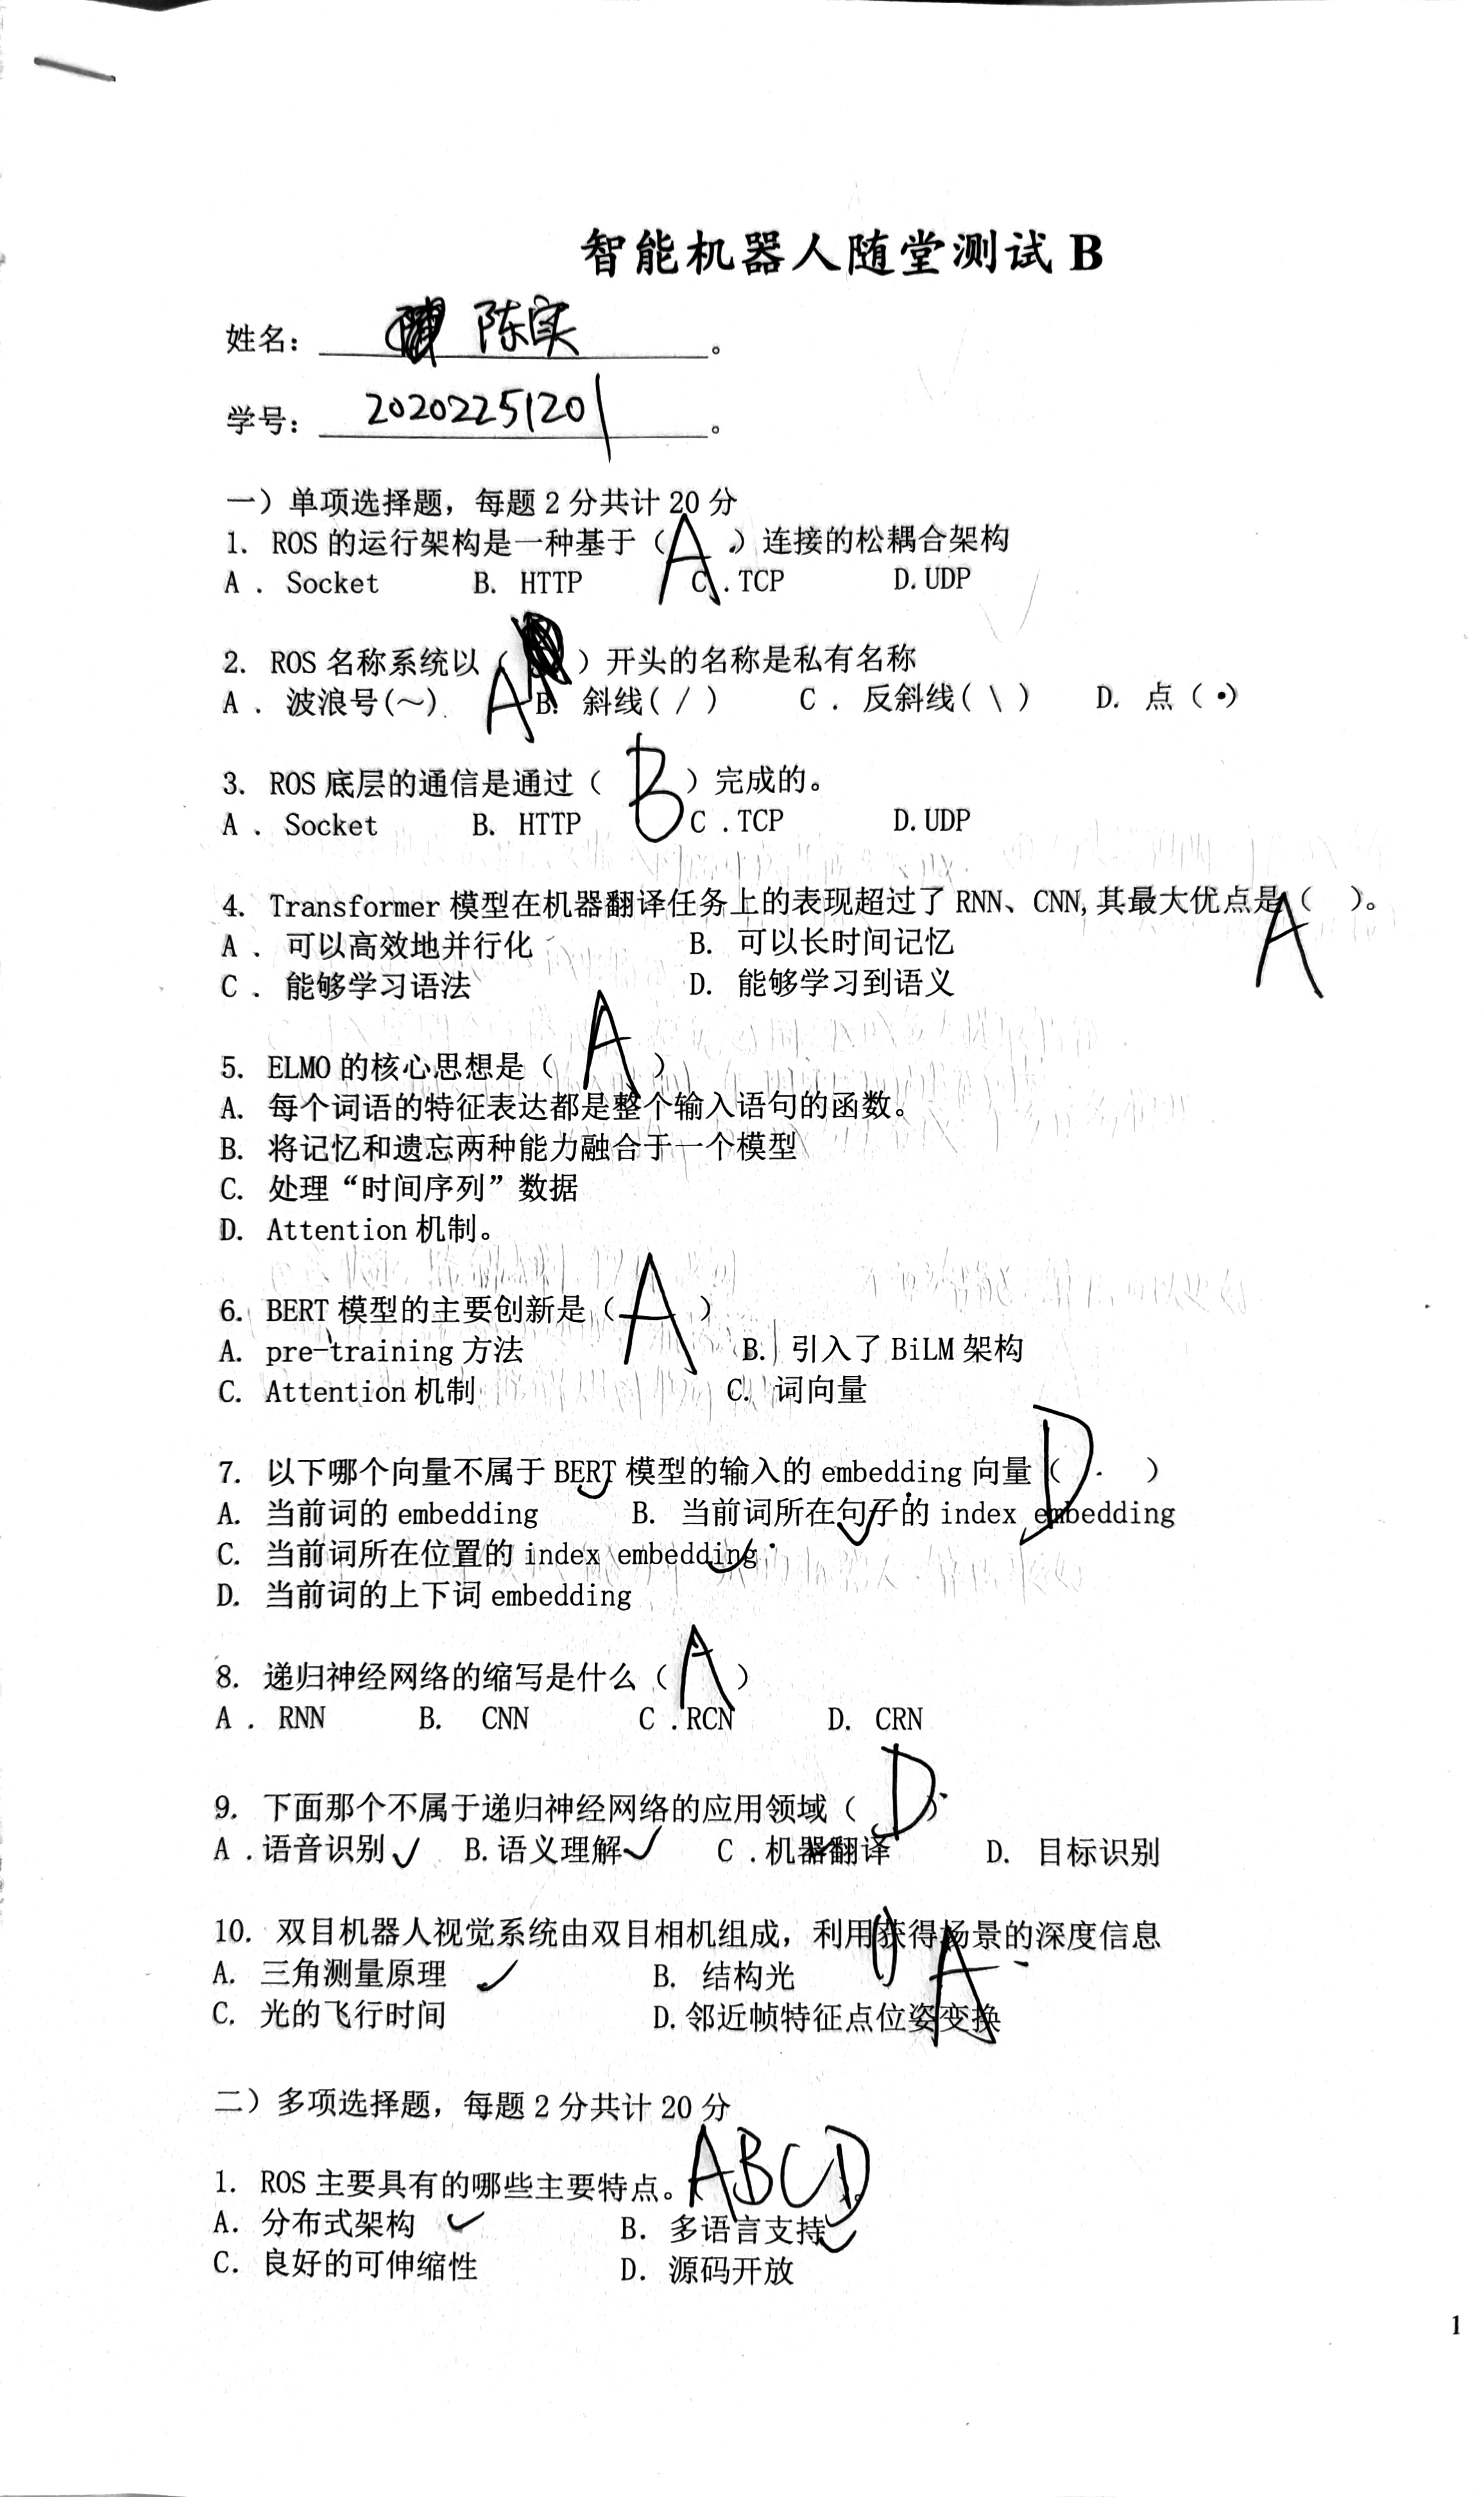 智能机器人随堂测试 B
姓名： 陈实 。
学号： 20202251201 。
一）单项选择题，每题 2 分共计 20 分
1. ROS 的运行架构是一种基于（ A ）连接的松耦合架构
A . Socket B. HTTP C .TCP D.UDP
2. ROS 名称系统以（ A ）开头的名称是私有名称
A . 波浪号(～) B. 斜线( / ) C . 反斜线( \ ) D. 点（ • ）
3. ROS 底层的通信是通过（ B ）完成的。
A . Socket B. HTTP C .TCP D.UDP
4. Transformer 模型在机器翻译任务上的表现超过了 RNN、CNN,其最大优点是（ A ）。
A . 可以高效地并行化 B. 可以长时间记忆
C . 能够学习语法 D. 能够学习到语义
5. ELMO 的核心思想是（ A ）
A. 每个词语的特征表达都是整个输入语句的函数。
B. 将记忆和遗忘两种能力融合于一个模型
C. 处理“时间序列”数据
D. Attention 机制。
6. BERT 模型的主要创新是（ A ）
A. pre-training 方法 B. 引入了 BiLM 架构
C. Attention 机制 C. 词向量
7. 以下哪个向量不属于 BERT 模型的输入的 embedding 向量（ D ）
A. 当前词的 embedding B. 当前词所在句子的 index embedding
C. 当前词所在位置的 index embedding
D. 当前词的上下词 embedding
8. 递归神经网络的缩写是什么（ A ）
A . RNN B. CNN C .RCN D. CRN
9. 下面那个不属于递归神经网络的应用领域（ D ）
A .语音识别 B.语义理解 C .机器翻译 D. 目标识别
10. 双目机器人视觉系统由双目相机组成，利用()获得场景的深度信息 A
A. 三角测量原理 B. 结构光
C. 光的飞行时间 D.邻近帧特征点位姿变换
二）多项选择题，每题 2 分共计 20 分
1. ROS 主要具有的哪些主要特点。（ ABCD ）。
A. 分布式架构 B. 多语言支持
C. 良好的可伸缩性 D. 源码开放
1